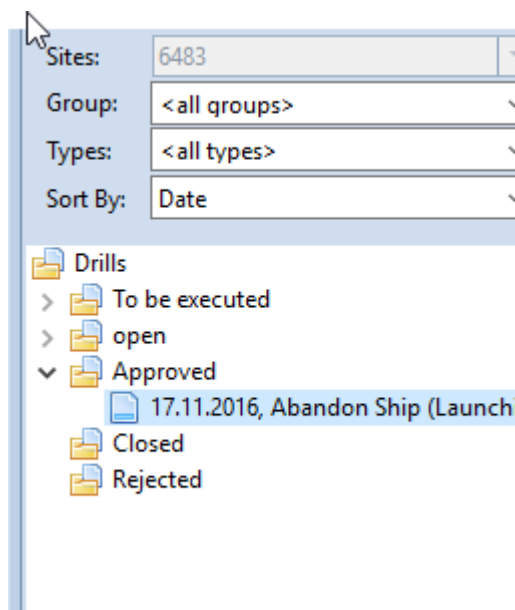 Sites: 6483
Group: <all groups>
Types: <all types>
Sort By: Date
Drills
To be executed
open
Approved
17.11.2016, Abandon Ship (Launch
Closed
Rejected